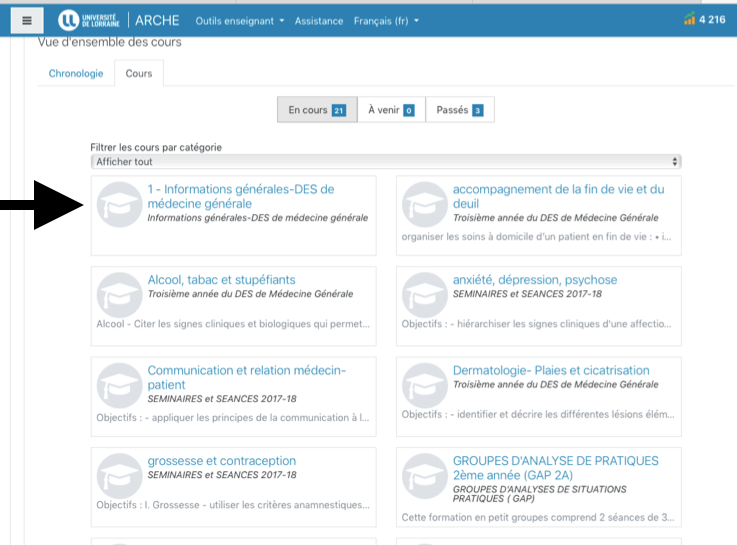 UNIVERSITÉ DE LORRAINE ARCHE Outils enseignant Assistance Français (fr) 4 216
Vue d'ensemble des cours
Chronologie Cours
En cours 21 À venir 0 Passés 3
Filtrer les cours par catégorie
Afficher tout
1 - Informations générales-DES de
médecine générale
Informations générales-DES de médecine générale
accompagnement de la fin de vie et du
deuil
Troisième année du DES de Médecine Générale
organiser les soins à domicile d'un patient en fin de vie : • i...
Alcool, tabac et stupéfiants
Troisième année du DES de Médecine Générale
Alcool - Citer les signes cliniques et biologiques qui permet...
anxiété, dépression, psychose
SEMINAIRES et SEANCES 2017-18
Objectifs : - hiérarchiser les signes cliniques d'une affectio...
Communication et relation médecin-
patient
SEMINAIRES et SEANCES 2017-18
Objectifs : - appliquer les principes de la communication à l...
Dermatologie- Plaies et cicatrisation
Troisième année du DES de Médecine Générale
Objectifs : - identifier et décrire les différentes lésions élém...
grossesse et contraception
SEMINAIRES et SEANCES 2017-18
Objectifs : I. Grossesse - utiliser les critères anamnestiques...
GROUPES D'ANALYSE DE PRATIQUES
2ème année (GAP 2A)
GROUPES D'ANALYSES DE SITUATIONS
PRATIQUES ( GAP)
Cette formation en petit groupes comprend 2 séances de 3...